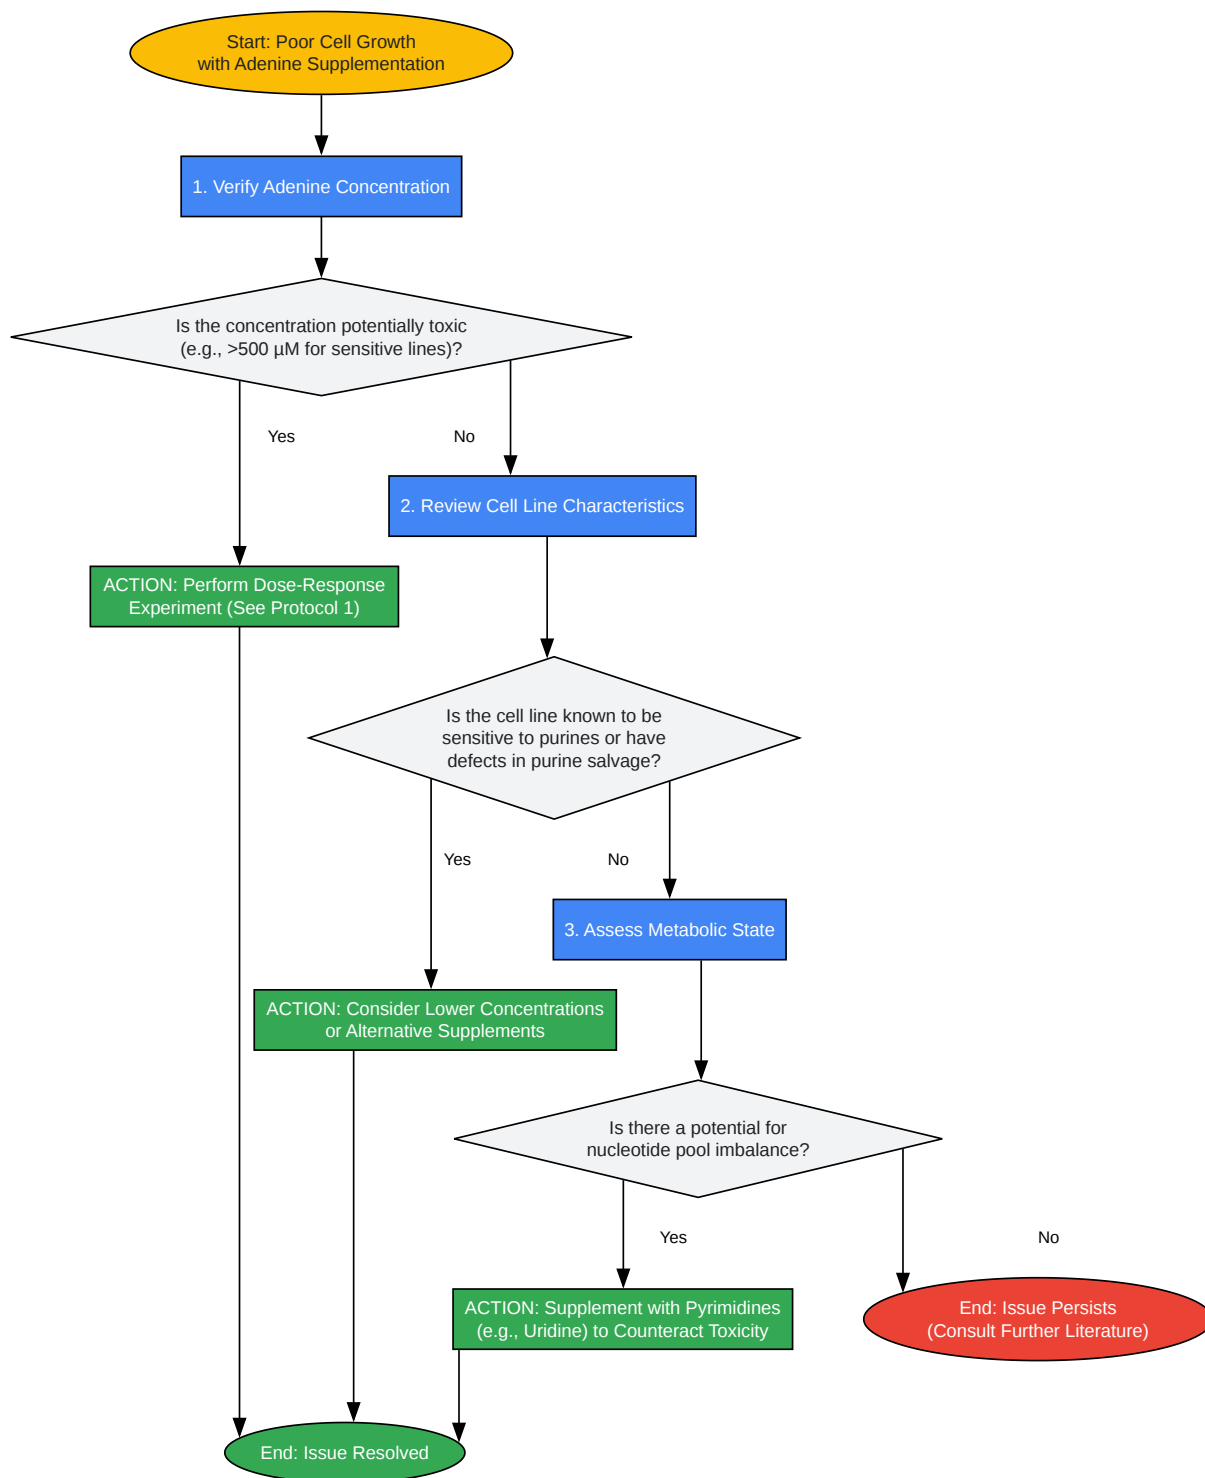 Start: Poor Cell Growth
with Adenine Supplementation
1. Verify Adenine Concentration
Is the concentration potentially toxic
(e.g., >500 µM for sensitive lines)?
Yes
No
2. Review Cell Line Characteristics
ACTION: Perform Dose-Response
Experiment (See Protocol 1)
Is the cell line known to be
sensitive to purines or have
defects in purine salvage?
Yes
No
3. Assess Metabolic State
ACTION: Consider Lower Concentrations
or Alternative Supplements
Is there a potential for
nucleotide pool imbalance?
Yes
No
ACTION: Supplement with Pyrimidines
(e.g., Uridine) to Counteract Toxicity
End: Issue Persists
(Consult Further Literature)
End: Issue Resolved